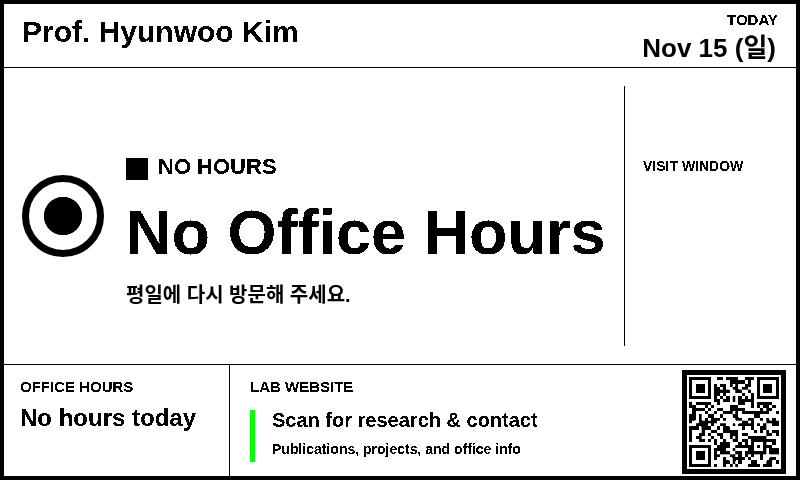 Prof. Hyunwoo Kim
TODAY
Nov 15 (일)
NO HOURS
No Office Hours
평일에 다시 방문해 주세요.
VISIT WINDOW
OFFICE HOURS
No hours today
LAB WEBSITE
Scan for research & contact
Publications, projects, and office info